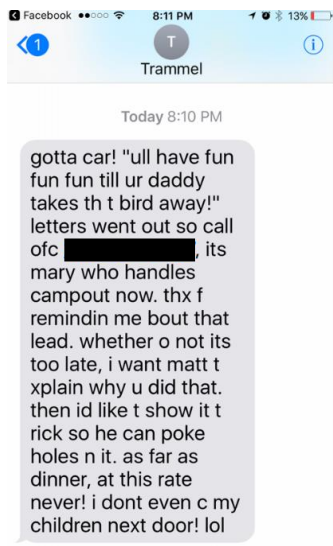 Facebook 8:11 PM 13%
1 T
Trammel
Today 8:10 PM
gotta car! "ull have fun
fun fun till ur daddy
takes th t bird away!"
letters went out so call
ofc , its
mary who handles
campout now. thx f
remindin me bout that
lead. whether o not its
too late, i want matt t
xplain why u did that.
then id like t show it t
rick so he can poke
holes n it. as far as
dinner, at this rate
never! i dont even c my
children next door! lol